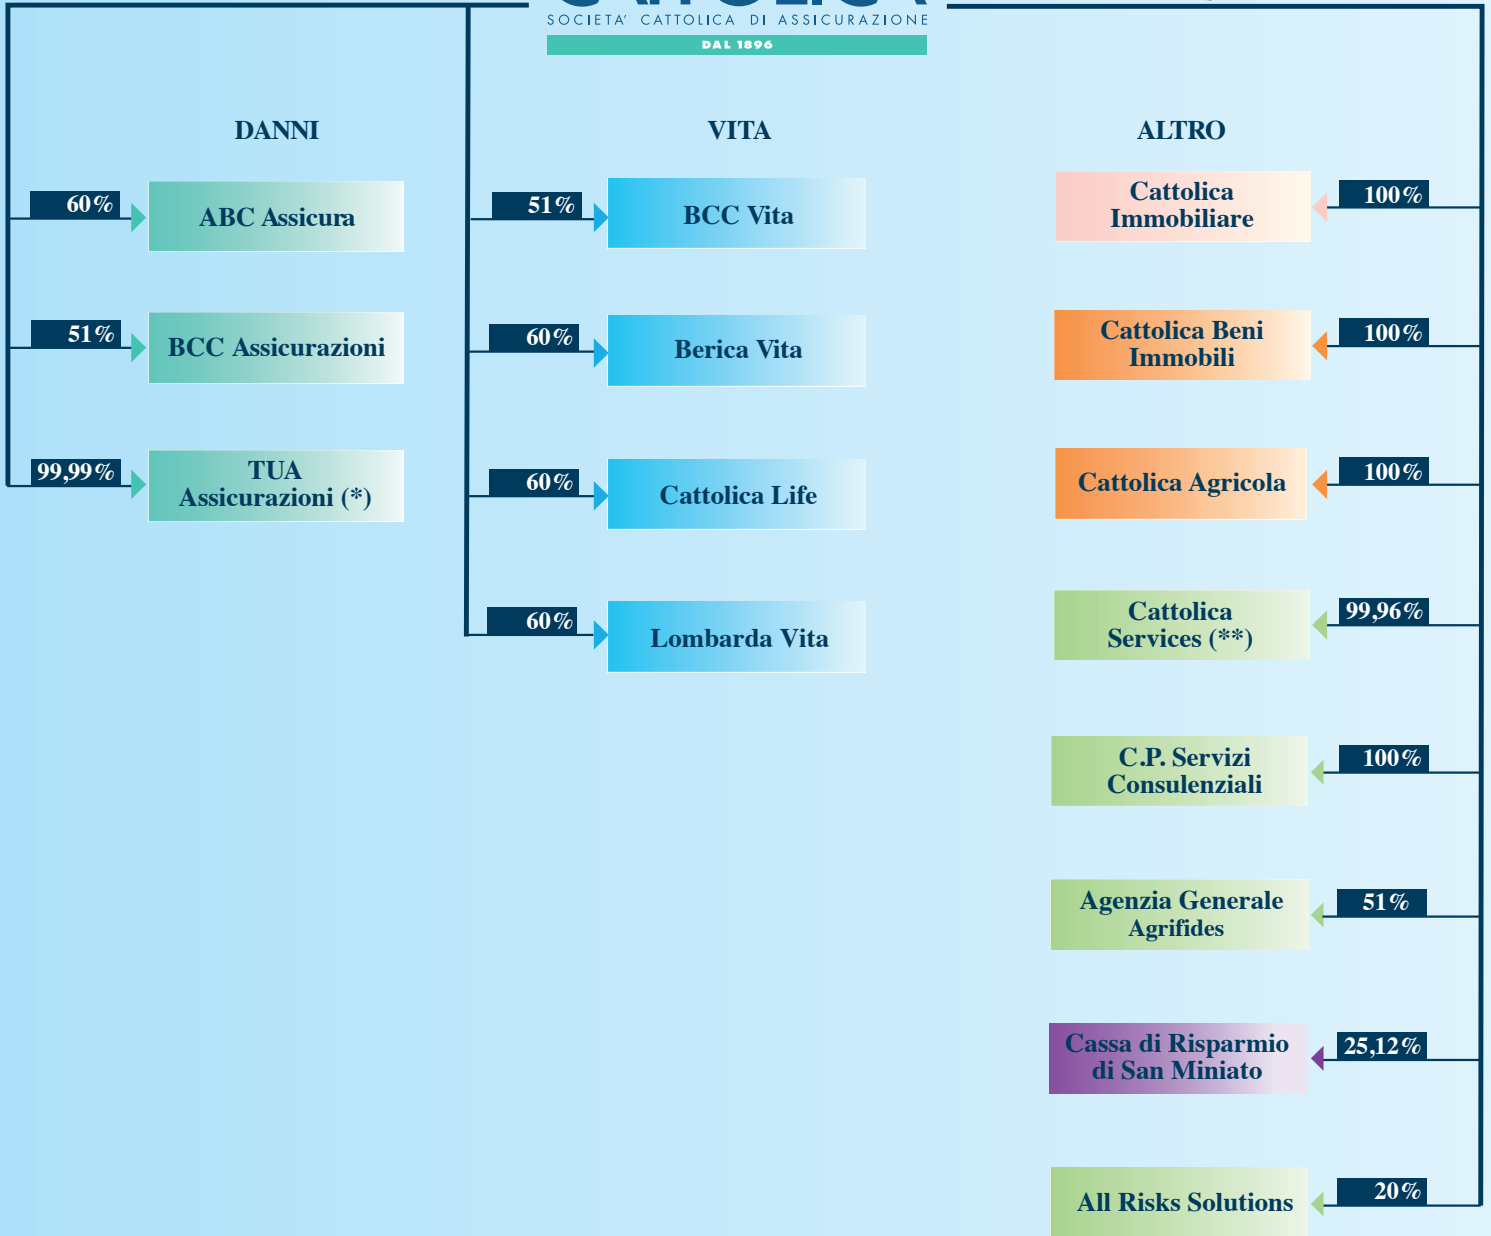 CATTOLICA
SOCIETA' CATTOLICA DI ASSICURAZIONE
DAL 1896
DANNI
60%
ABC Assicura
51%
BCC Assicurazioni
99,99%
TUA
Assicurazioni (*)
VITA
51%
BCC Vita
60%
Berica Vita
60%
Cattolica Life
60%
Lombarda Vita
ALTRO
Cattolica
Immobiliare
100%
Cattolica Beni
Immobili
100%
Cattolica Agricola
100%
Cattolica
Services (**)
99,96%
C.P. Servizi
Consulenziali
100%
Agenzia Generale
Agrifides
51%
Cassa di Risparmio
di San Miniato
25,12%
All Risks Solutions
20%